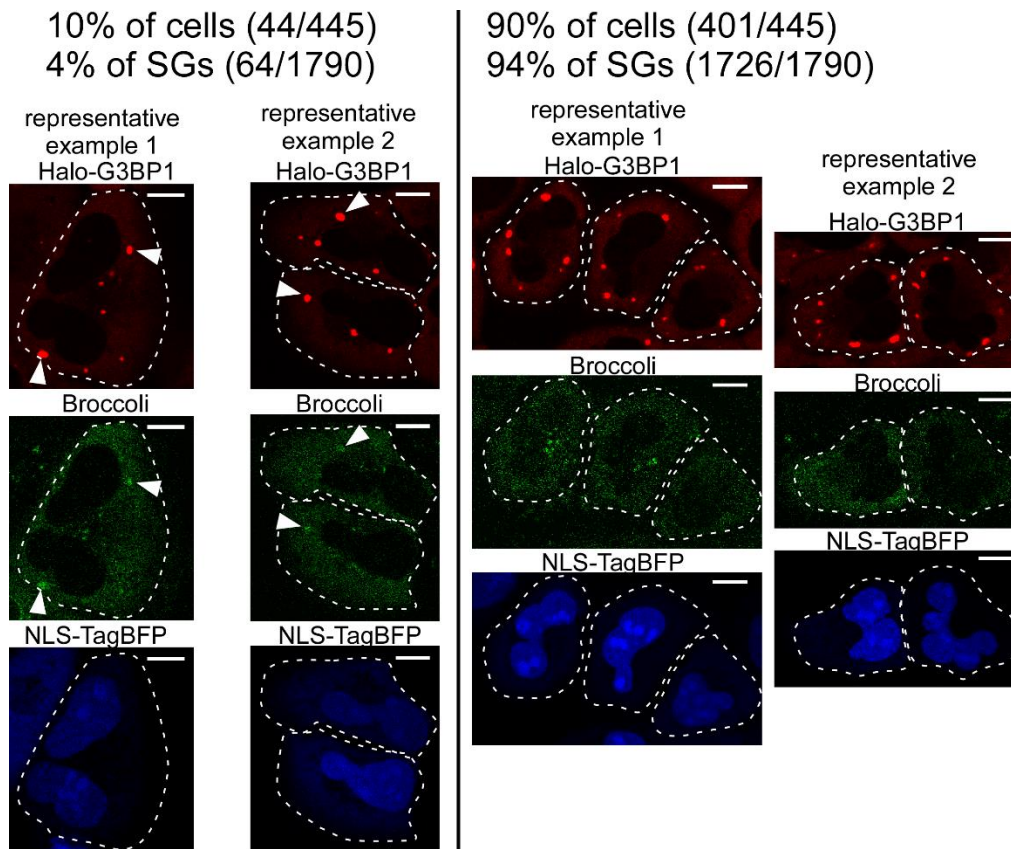 10% of cells (44/445)
4% of SGs (64/1790)
representative
example 1
Halo-G3BP1
Broccoli
NLS-TagBFP
representative
example 2
Halo-G3BP1
Broccoli
NLS-TagBFP
90% of cells (401/445)
94% of SGs (1726/1790)
representative
example 1
Halo-G3BP1
Broccoli
NLS-TagBFP
representative
example 2
Halo-G3BP1
Broccoli
NLS-TagBFP